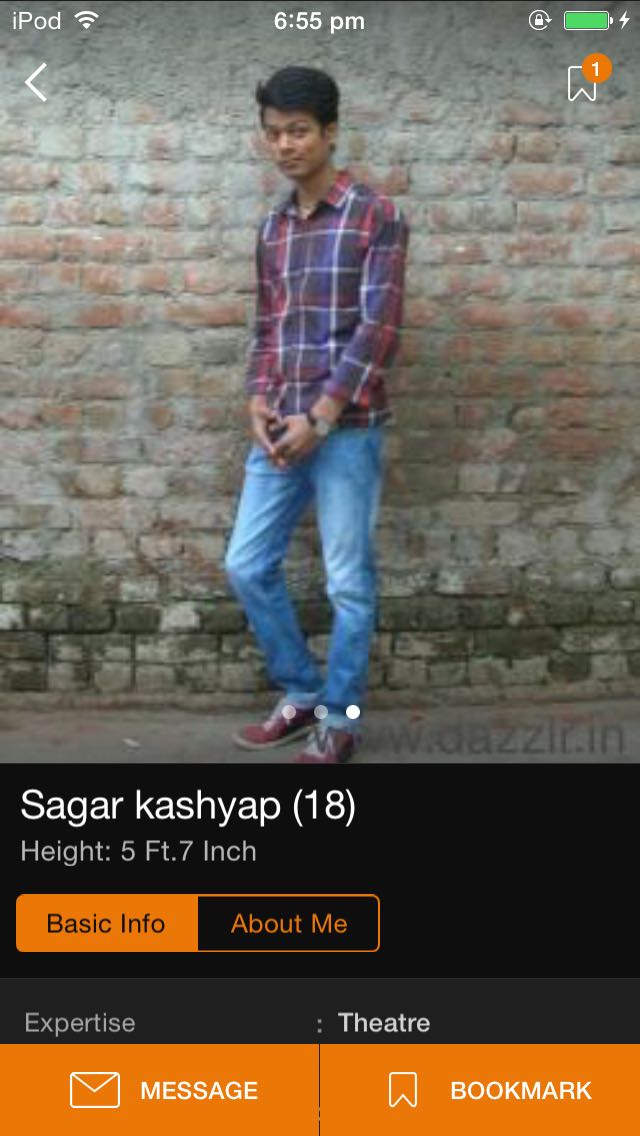 iPod 6:55 pm
1
www.dazzlr.in
Sagar kashyap (18)
Height: 5 Ft.7 Inch
Basic Info About Me
Expertise : Theatre
MESSAGE BOOKMARK